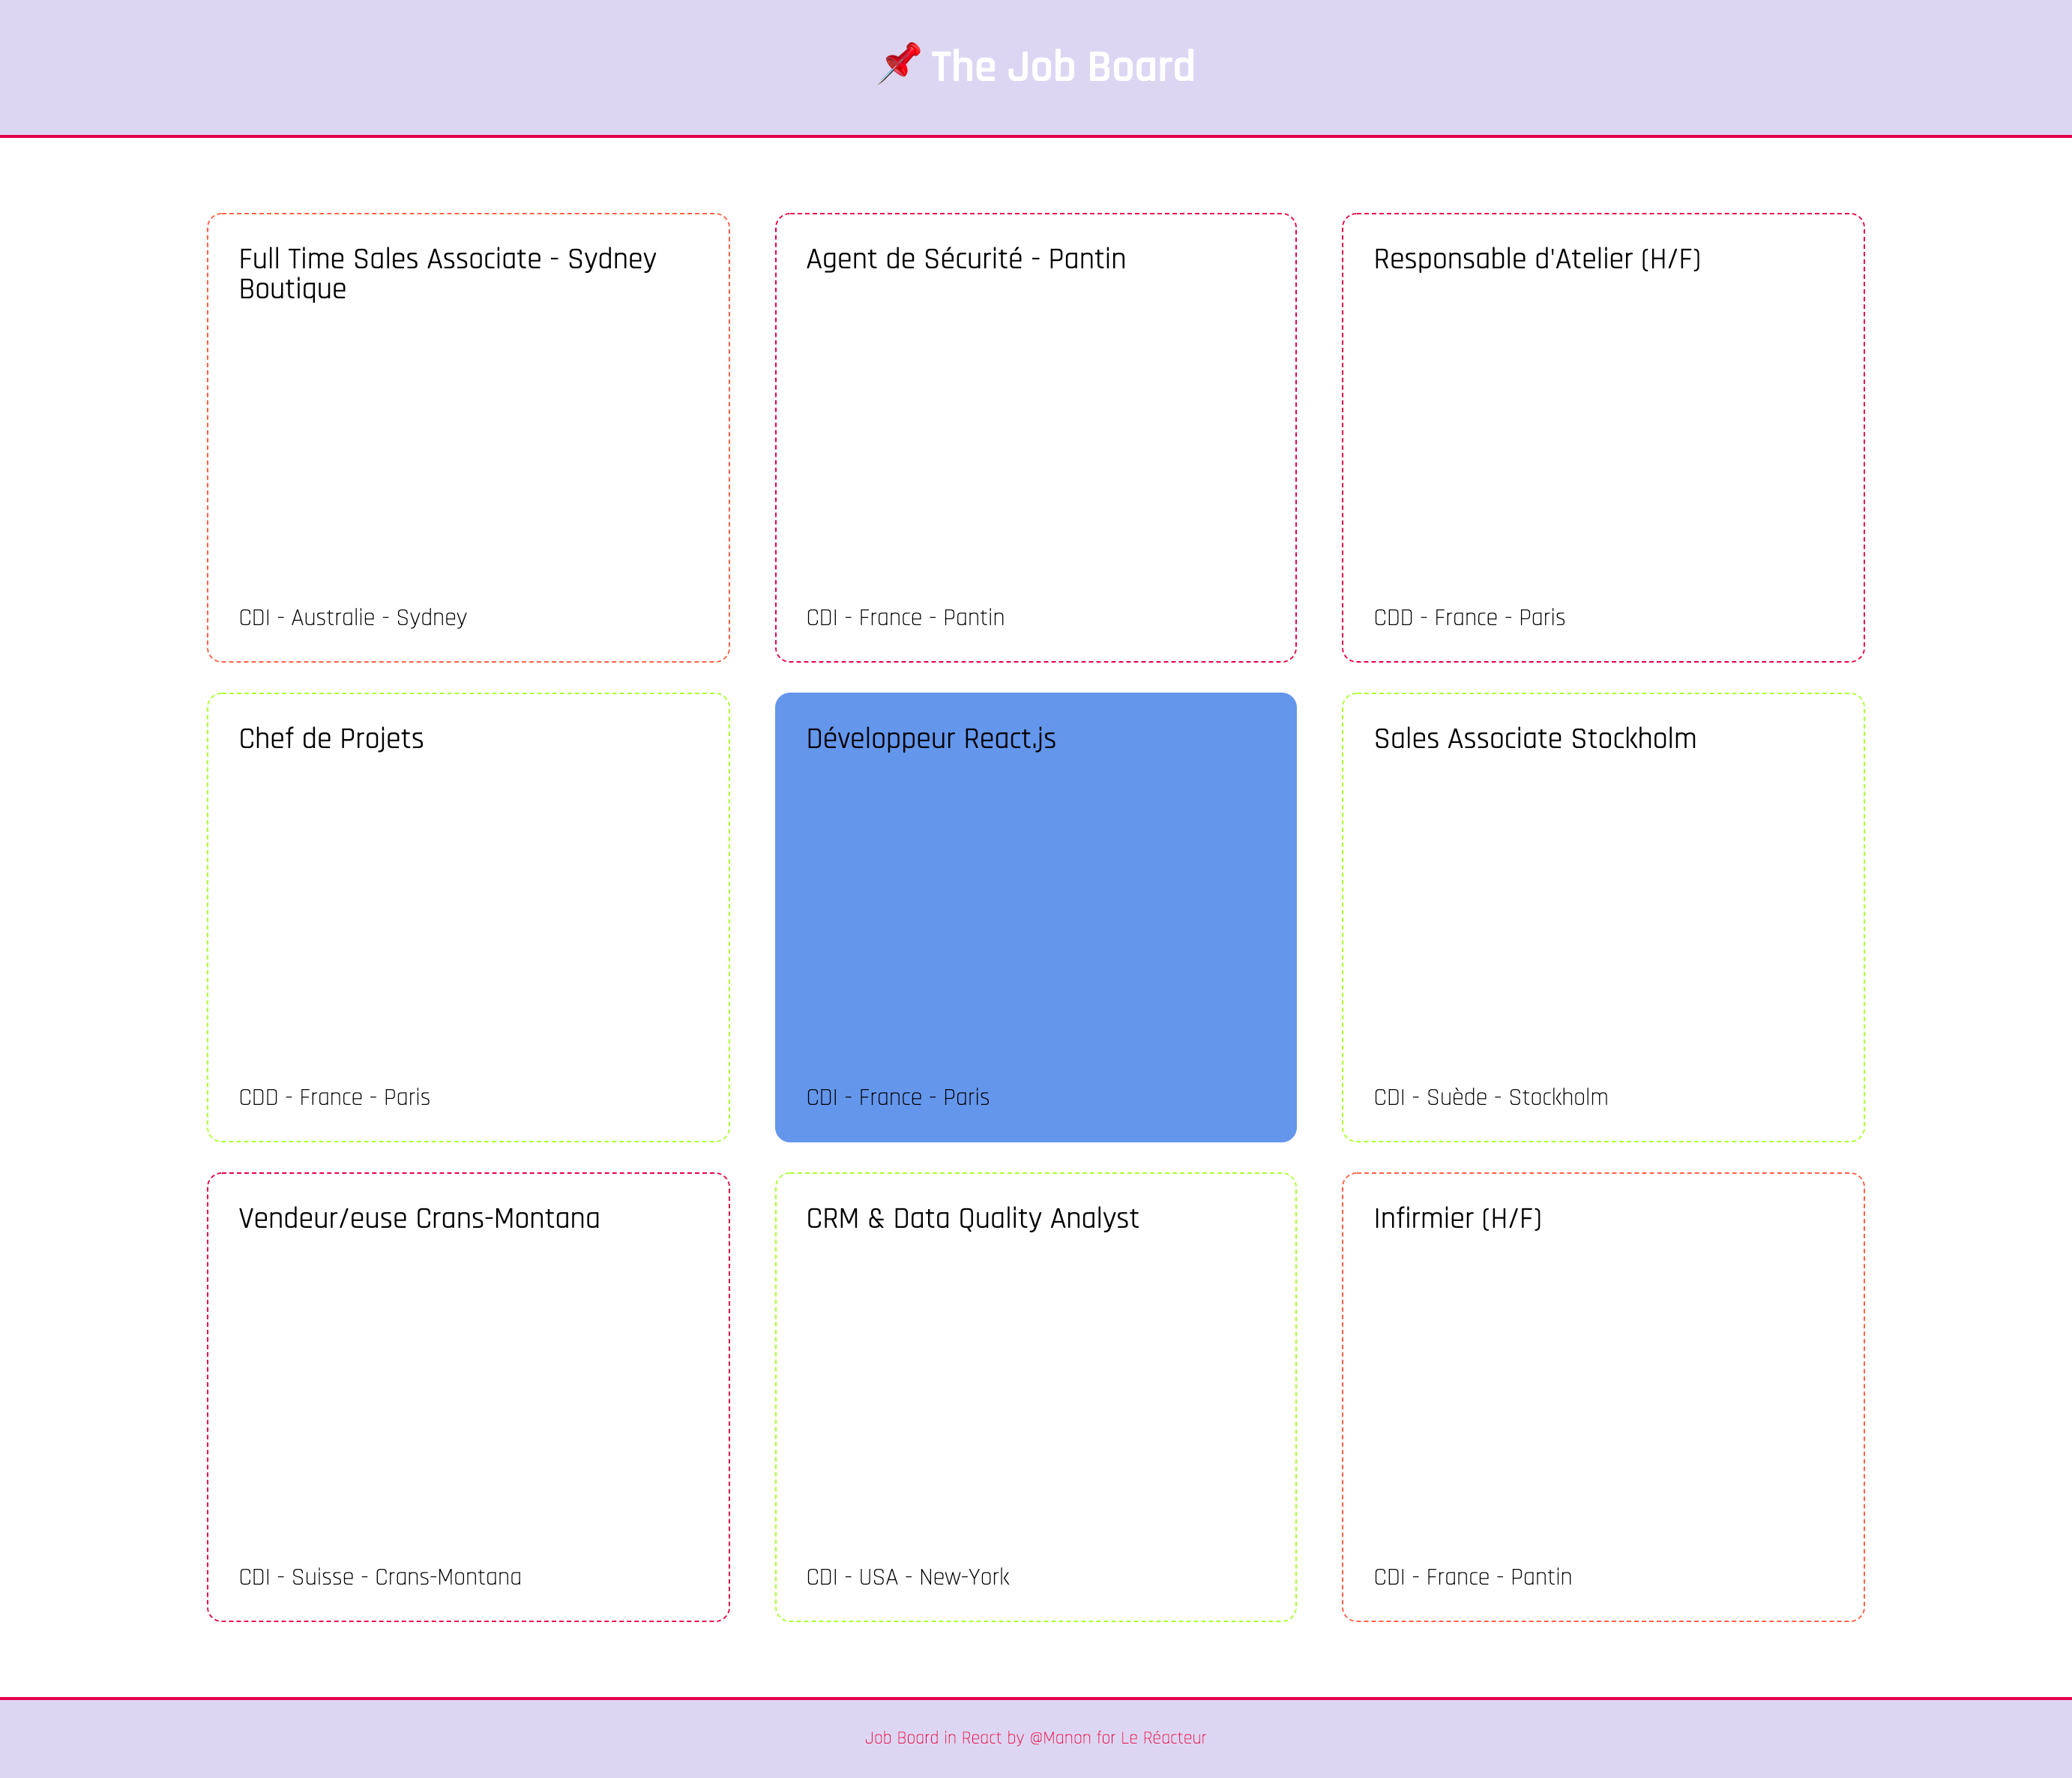 The Job Board
Full Time Sales Associate - Sydney
Boutique
CDI - Australie - Sydney
Agent de Sécurité - Pantin
CDI - France - Pantin
Responsable d'Atelier (H/F)
CDD - France - Paris
Chef de Projets
CDD - France - Paris
Développeur React.js
CDI - France - Paris
Sales Associate Stockholm
CDI - Suède - Stockholm
Vendeur/euse Crans-Montana
CDI - Suisse - Crans-Montana
CRM & Data Quality Analyst
CDI - USA - New-York
Infirmier (H/F)
CDI - France - Pantin
Job Board in React by @Manon for Le Réacteur